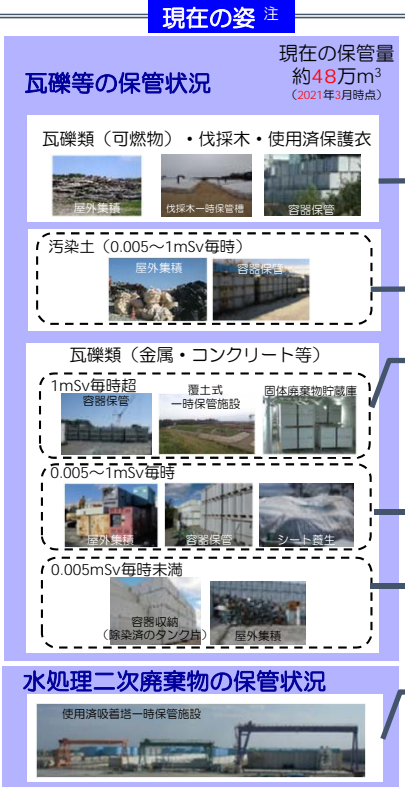 現在の姿 注
瓦礫等の保管状況
現在の保管量
約48万m³
（2021年3月時点）
瓦礫類（可燃物）・伐採木・使用済保護衣
屋外集積
伐採木一時保管槽
容器保管
汚染土（0.005～1mSv毎時）
屋外集積
容器保管
瓦礫類（金属・コンクリート等）
1mSv毎時超
容器保管
覆土式
一時保管施設
固体廃棄物貯蔵庫
0.005～1mSv毎時
屋外集積
容器保管
シート養生
0.005mSv毎時未満
容器収納
（除染済のタンク片）
屋外集積
水処理二次廃棄物の保管状況
使用済吸着塔一時保管施設